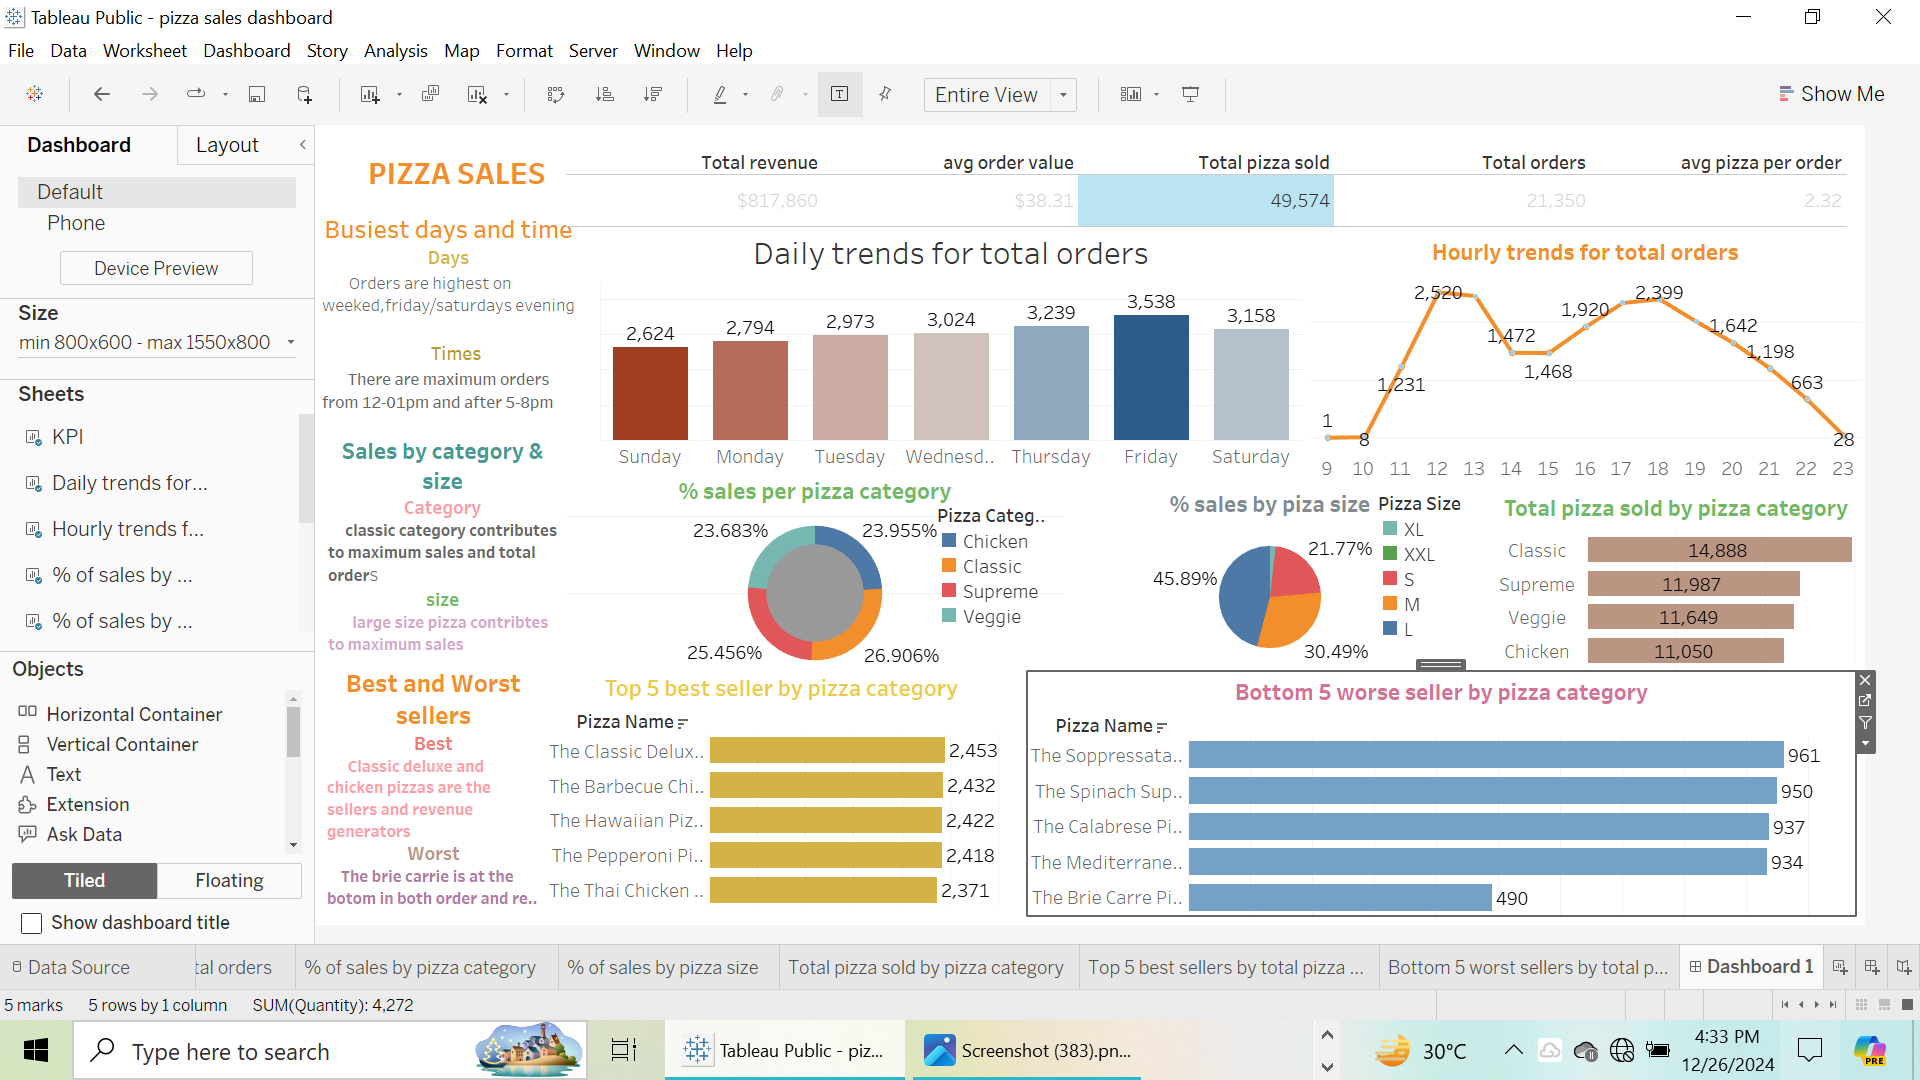 Tableau Public - pizza sales dashboard
File Data Worksheet Dashboard Story Analysis Map Format Server Window Help
Entire View
Show Me
Dashboard Layout
Default
Phone
Device Preview
Size
min 800x600 - max 1550x800
Sheets
KPI
Daily trends for...
Hourly trends f...
% of sales by ...
% of sales by ...
Objects
Horizontal Container
Vertical Container
Text
Extension
Ask Data
Tiled Floating
Show dashboard title
PIZZA SALES
Total revenue avg order value Total pizza sold Total orders avg pizza per order
$817,860 $38.31 49,574 21,350 2.32
Busiest days and time
Days
Orders are highest on
weeked,friday/saturdays evening
Times
There are maximum orders
from 12-01pm and after 5-8pm
Sales by category &
size
Category
classic category contributes
to maximum sales and total
orders
size
large size pizza contribtes
to maximum sales
Best and Worst
sellers
Best
Classic deluxe and
chicken pizzas are the
sellers and revenue
generators
Worst
The brie carrie is at the
botom in both order and re..
Daily trends for total orders
2,624 2,794 2,973 3,024 3,239 3,538 3,158
Sunday Monday Tuesday Wednesd.. Thursday Friday Saturday
Hourly trends for total orders
1 8 1,231 2,520 1,472 1,468 1,920 2,399 1,642 1,198 663 28
9 10 11 12 13 14 15 16 17 18 19 20 21 22 23
% sales per pizza category
23.683% 23.955%
25.456% 26.906%
Pizza Categ..
Chicken
Classic
Supreme
Veggie
% sales by piza size
21.77%
45.89%
30.49%
Pizza Size
XL
XXL
S
M
L
Total pizza sold by pizza category
Classic 14,888
Supreme 11,987
Veggie 11,649
Chicken 11,050
Top 5 best seller by pizza category
Pizza Name
The Classic Delux.. 2,453
The Barbecue Chi.. 2,432
The Hawaiian Piz.. 2,422
The Pepperoni Pi.. 2,418
The Thai Chicken .. 2,371
Bottom 5 worse seller by pizza category
Pizza Name
The Soppressata.. 961
The Spinach Sup.. 950
The Calabrese Pi.. 937
The Mediterrane.. 934
The Brie Carre Pi.. 490
Data Source tal orders % of sales by pizza category % of sales by pizza size Total pizza sold by pizza category Top 5 best sellers by total pizza ... Bottom 5 worst sellers by total p... Dashboard 1
5 marks 5 rows by 1 column SUM(Quantity): 4,272
Type here to search
Tableau Public - piz...
Screenshot (383).pn...
30°C
4:33 PM
12/26/2024
PRE